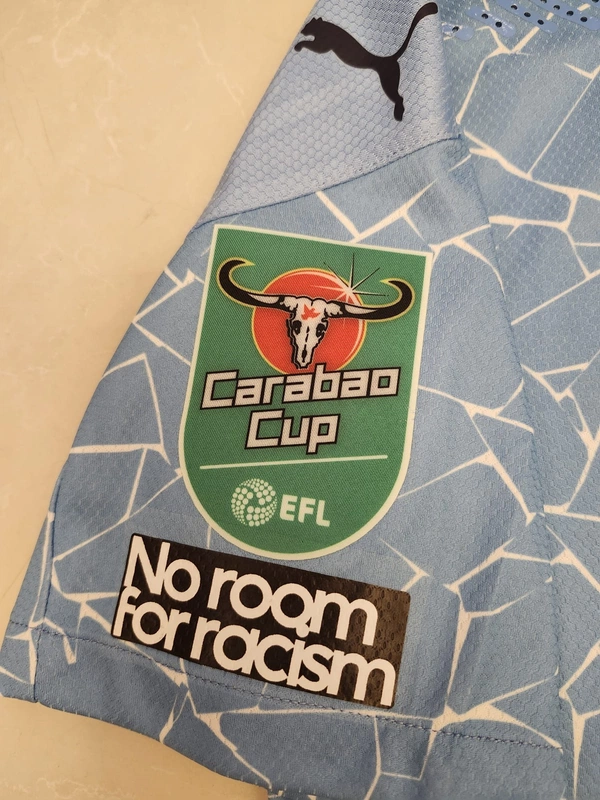 Carabao
Cup
EFL
No room
for racism